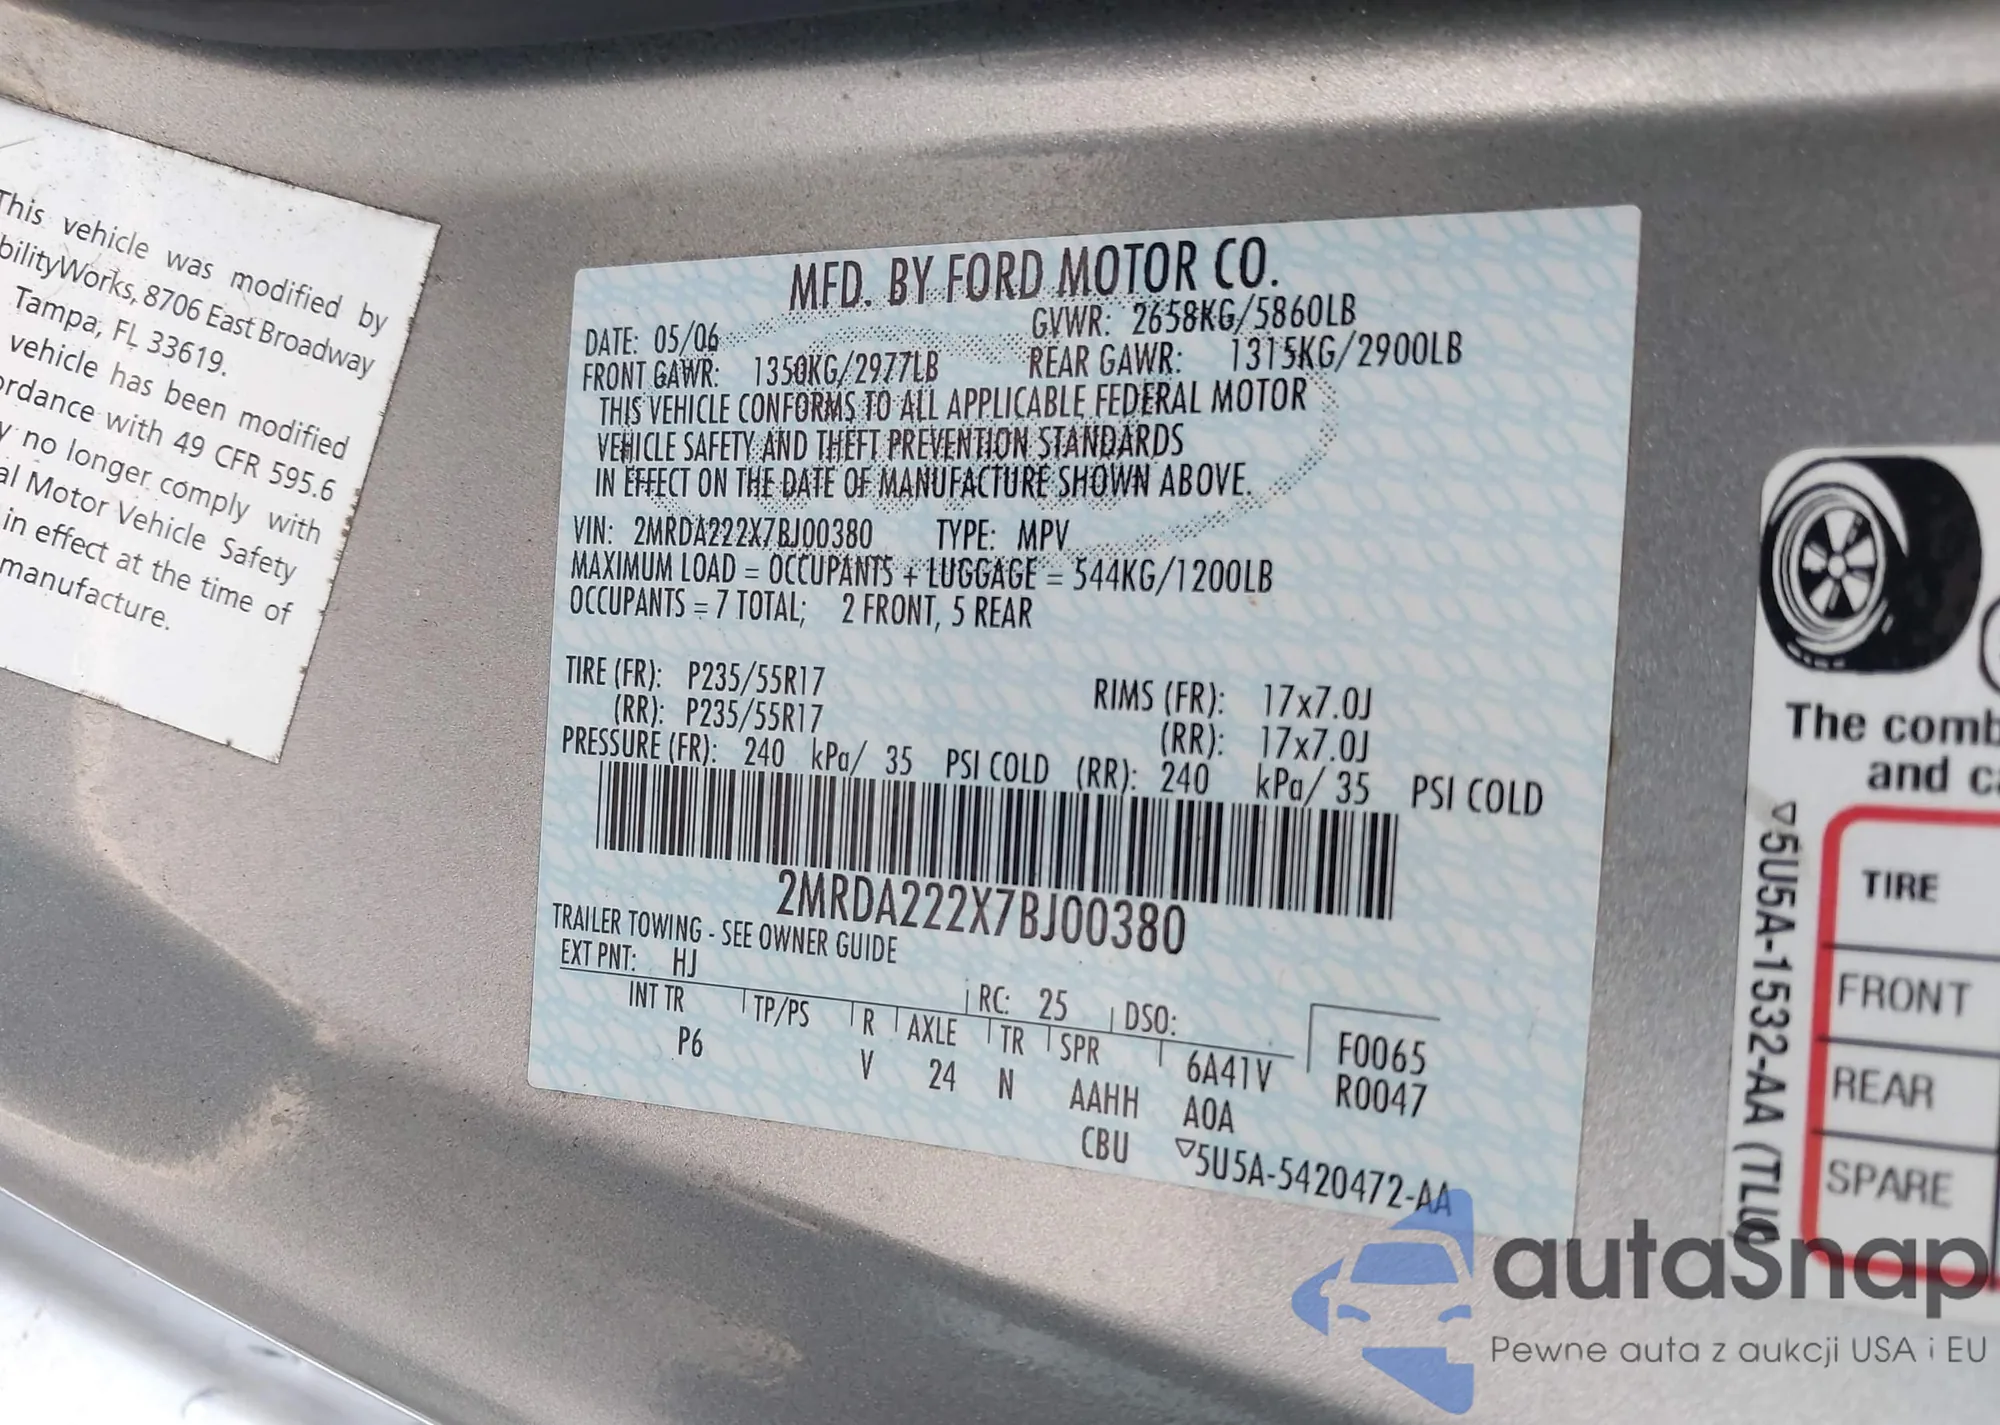 This vehicle was modified by
bilityWorks, 8706 East Broadway
Tampa, FL 33619.
vehicle has been modified
ordance with 49 CFR 595.6
y no longer comply with
al Motor Vehicle Safety
in effect at the time of
manufacture.
MFD. BY FORD MOTOR CO.
DATE: 05/06 GVWR: 2658KG/5860LB
FRONT GAWR: 1350KG/2977LB REAR GAWR: 1315KG/2900LB
THIS VEHICLE CONFORMS TO ALL APPLICABLE FEDERAL MOTOR
VEHICLE SAFETY AND THEFT PREVENTION STANDARDS
IN EFFECT ON THE DATE OF MANUFACTURE SHOWN ABOVE.
VIN: 2MRDA222X7BJ00380 TYPE: MPV
MAXIMUM LOAD = OCCUPANTS + LUGGAGE = 544KG/1200LB
OCCUPANTS = 7 TOTAL; 2 FRONT, 5 REAR
TIRE (FR): P235/55R17 RIMS (FR): 17x7.0J
(RR): P235/55R17 (RR): 17x7.0J
PRESSURE (FR): 240 kPa/ 35 PSI COLD (RR): 240 kPa/ 35 PSI COLD
2MRDA222X7BJ00380
TRAILER TOWING - SEE OWNER GUIDE
EXT PNT: HJ RC: 25 DSO:
INT TR TP/PS R AXLE TR SPR 6A41V F0065
P6 V 24 N AAHH A0A R0047
CBU ▽5U5A-5420472-AA
The comb
and ca
▽5U5A-1532-AA (TLUS
TIRE
FRONT
REAR
SPARE
autaSnap
Pewne auta z aukcji USA i EU